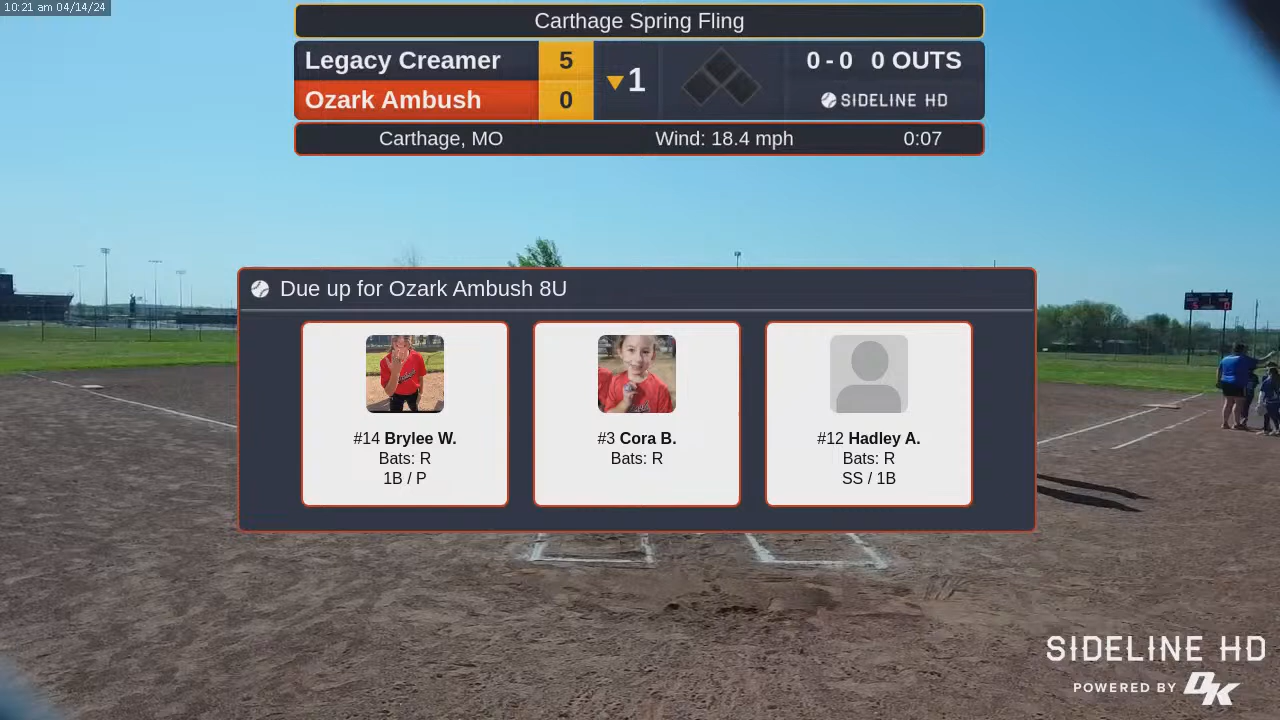 10:21 am 04/14/24
Carthage Spring Fling
Legacy Creamer 5
Ozark Ambush 0
1
0 - 0 0 OUTS
SIDELINE HD
Carthage, MO Wind: 18.4 mph 0:07
Due up for Ozark Ambush 8U
#14 Brylee W.
Bats: R
1B / P
#3 Cora B.
Bats: R
#12 Hadley A.
Bats: R
SS / 1B
SIDELINE HD
POWERED BY DK